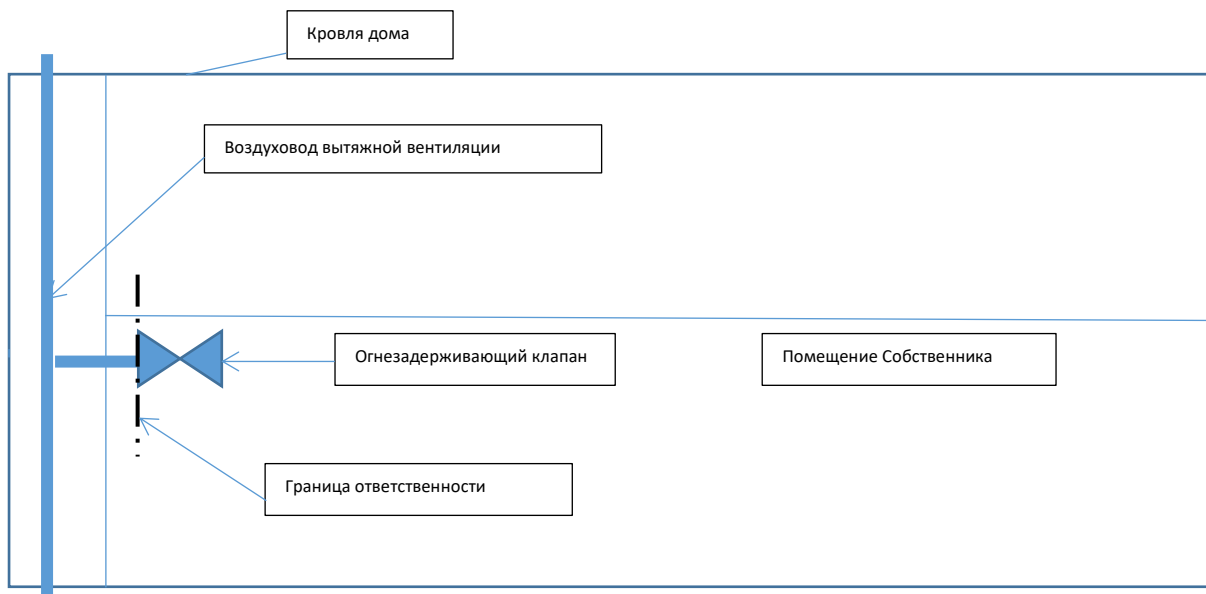 Кровля дома
Воздуховод вытяжной вентиляции
Огнезадерживающий клапан
Помещение Собственника
Граница ответственности